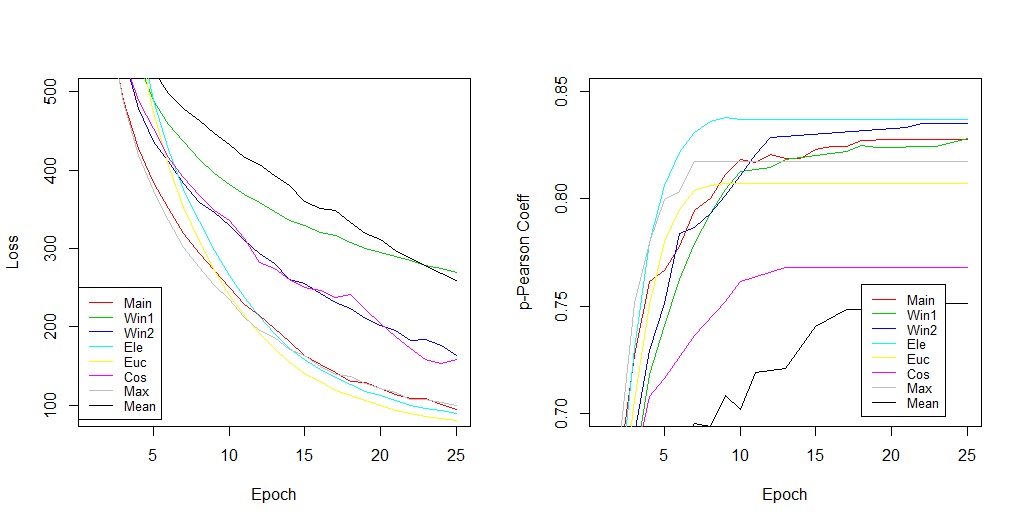 Loss
500
400
300
200
100
Main
Win1
Win2
Ele
Euc
Cos
Max
Mean
5 10 15 20 25
Epoch
p-Pearson Coeff
0.85
0.80
0.75
0.70
Main
Win1
Win2
Ele
Euc
Cos
Max
Mean
5 10 15 20 25
Epoch